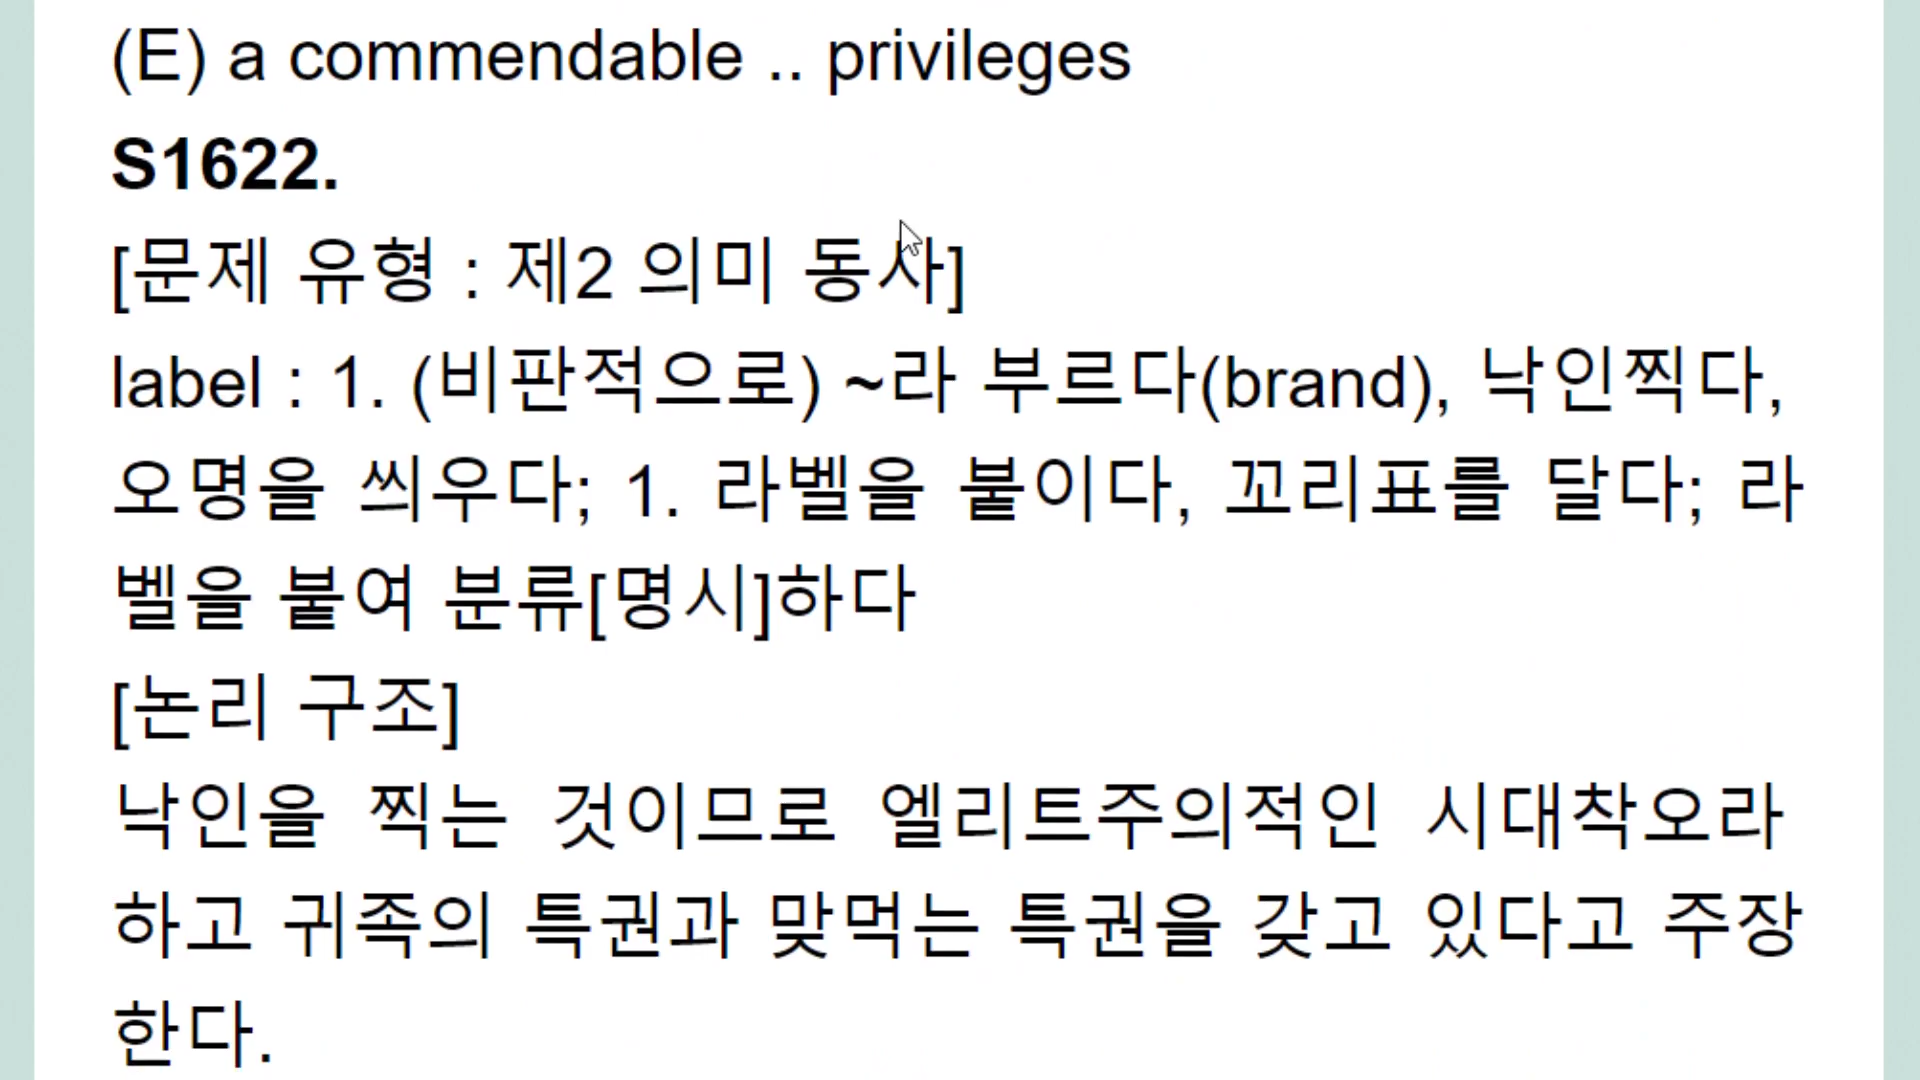 (E) a commendable .. privileges
S1622.
[문제 유형 : 제2 의미 동사]
label : 1. (비판적으로) ~라 부르다(brand), 낙인찍다,
오명을 씌우다; 1. 라벨을 붙이다, 꼬리표를 달다; 라
벨을 붙여 분류[명시]하다
[논리 구조]
낙인을 찍는 것이므로 엘리트주의적인 시대착오라
하고 귀족의 특권과 맞먹는 특권을 갖고 있다고 주장
한다.